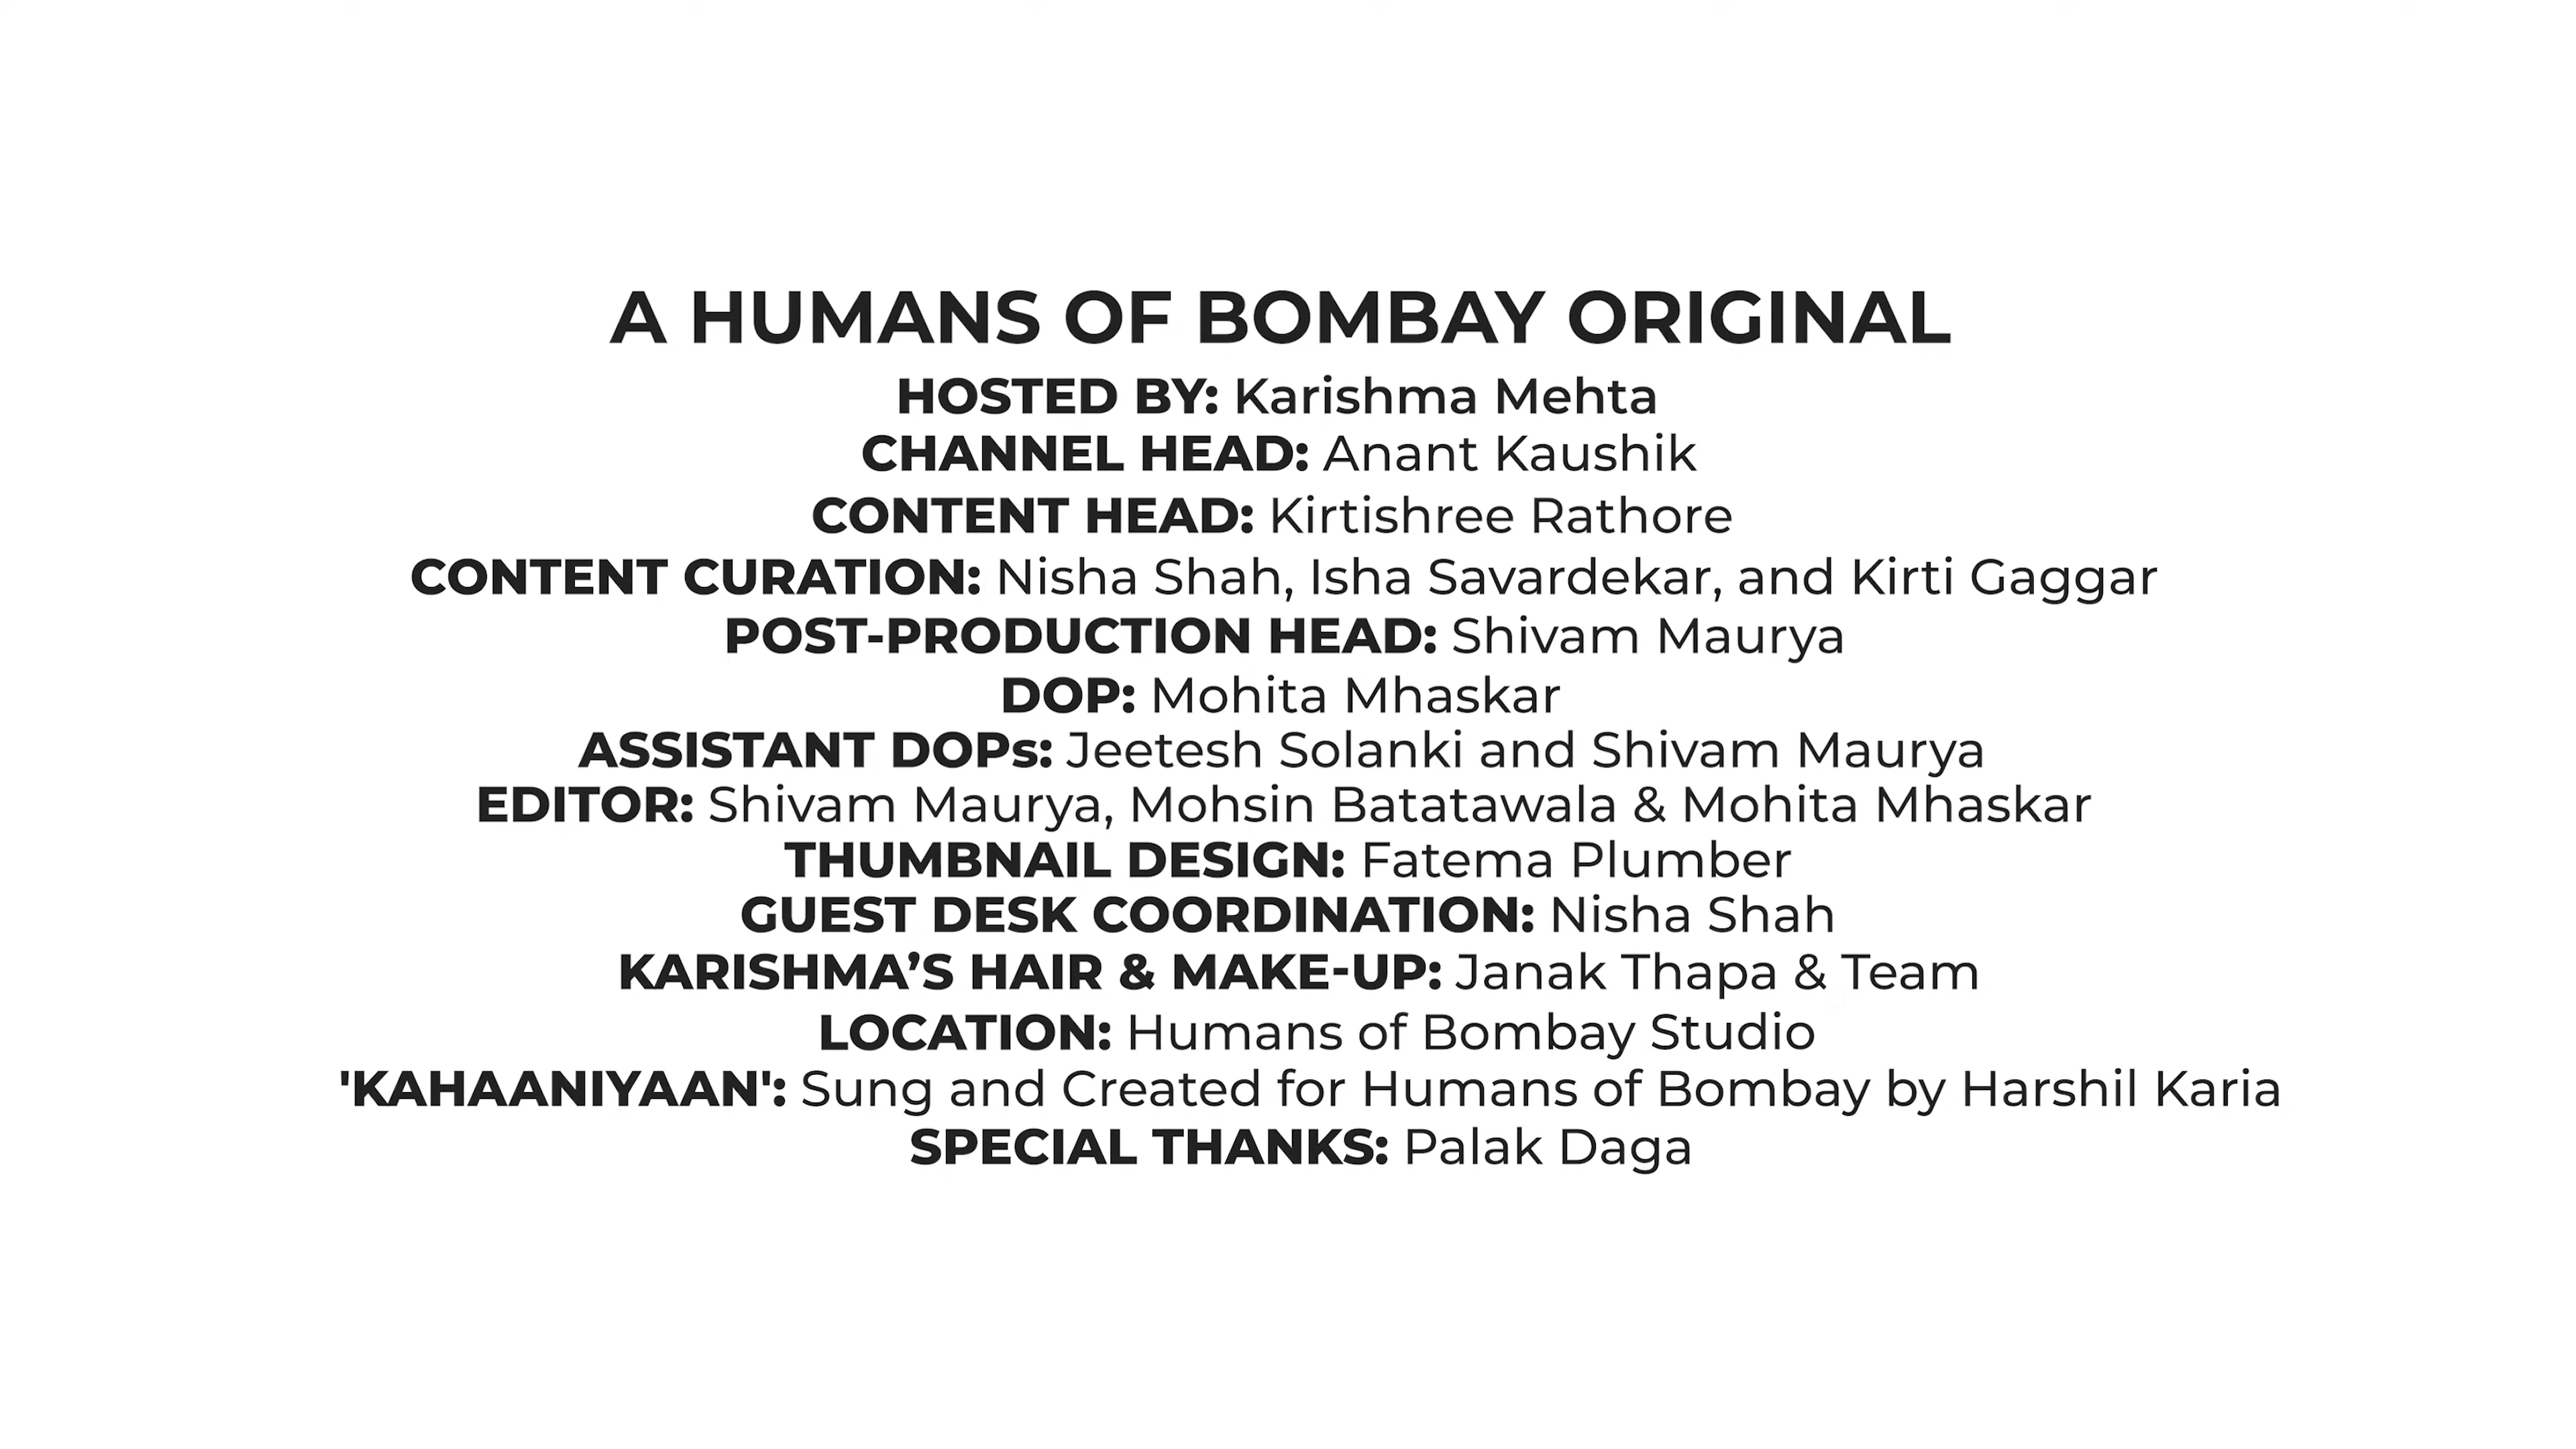 A HUMANS OF BOMBAY ORIGINAL
HOSTED BY: Karishma Mehta
CHANNEL HEAD: Anant Kaushik
CONTENT HEAD: Kirtishree Rathore
CONTENT CURATION: Nisha Shah, Isha Savardekar, and Kirti Gaggar
POST-PRODUCTION HEAD: Shivam Maurya
DOP: Mohita Mhaskar
ASSISTANT DOPs: Jeetesh Solanki and Shivam Maurya
EDITOR: Shivam Maurya, Mohsin Batatawala & Mohita Mhaskar
THUMBNAIL DESIGN: Fatema Plumber
GUEST DESK COORDINATION: Nisha Shah
KARISHMA’S HAIR & MAKE-UP: Janak Thapa & Team
LOCATION: Humans of Bombay Studio
'KAHAANIYAAN': Sung and Created for Humans of Bombay by Harshil Karia
SPECIAL THANKS: Palak Daga